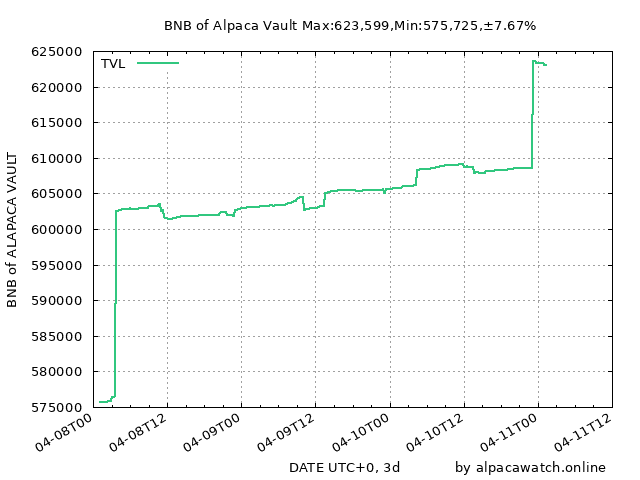 BNB of Alpaca Vault Max:623,599,Min:575,725,±7.67%
TVL
BNB of ALAPACA VAULT
625000
620000
615000
610000
605000
600000
595000
590000
585000
580000
575000
04-08T00
04-08T12
04-09T00
04-09T12
04-10T00
04-10T12
04-11T00
04-11T12
DATE UTC+0, 3d
by alpacawatch.online